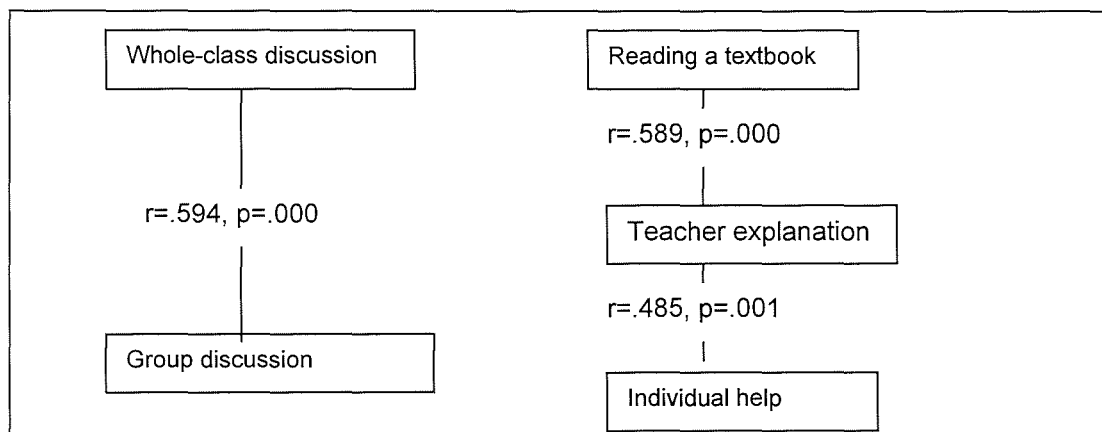 Whole-class discussion
r=.594, p=.000
Group discussion
Reading a textbook
r=.589, p=.000
Teacher explanation
r=.485, p=.001
Individual help